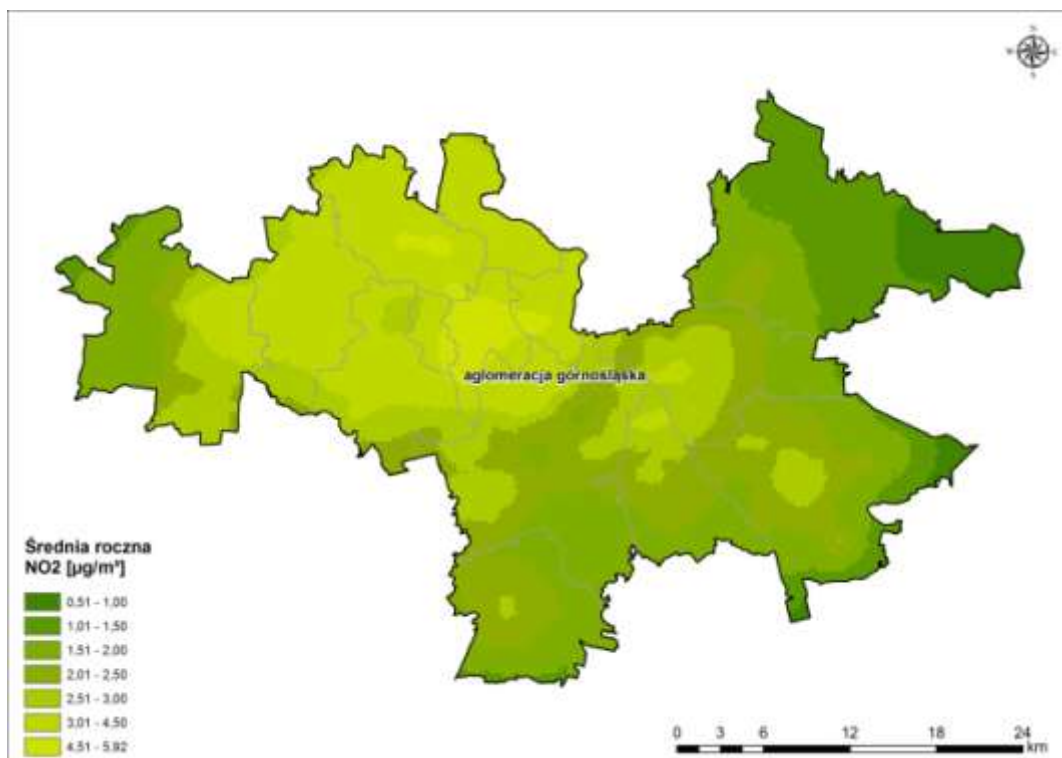 aglomeracja górnośląska
Średnia roczna
NO2 [µg/m³]
0,51 - 1,00
1,01 - 1,50
1,51 - 2,00
2,01 - 2,50
2,51 - 3,00
3,01 - 4,50
4,51 - 5,92
0 3 6 12 18 24
km